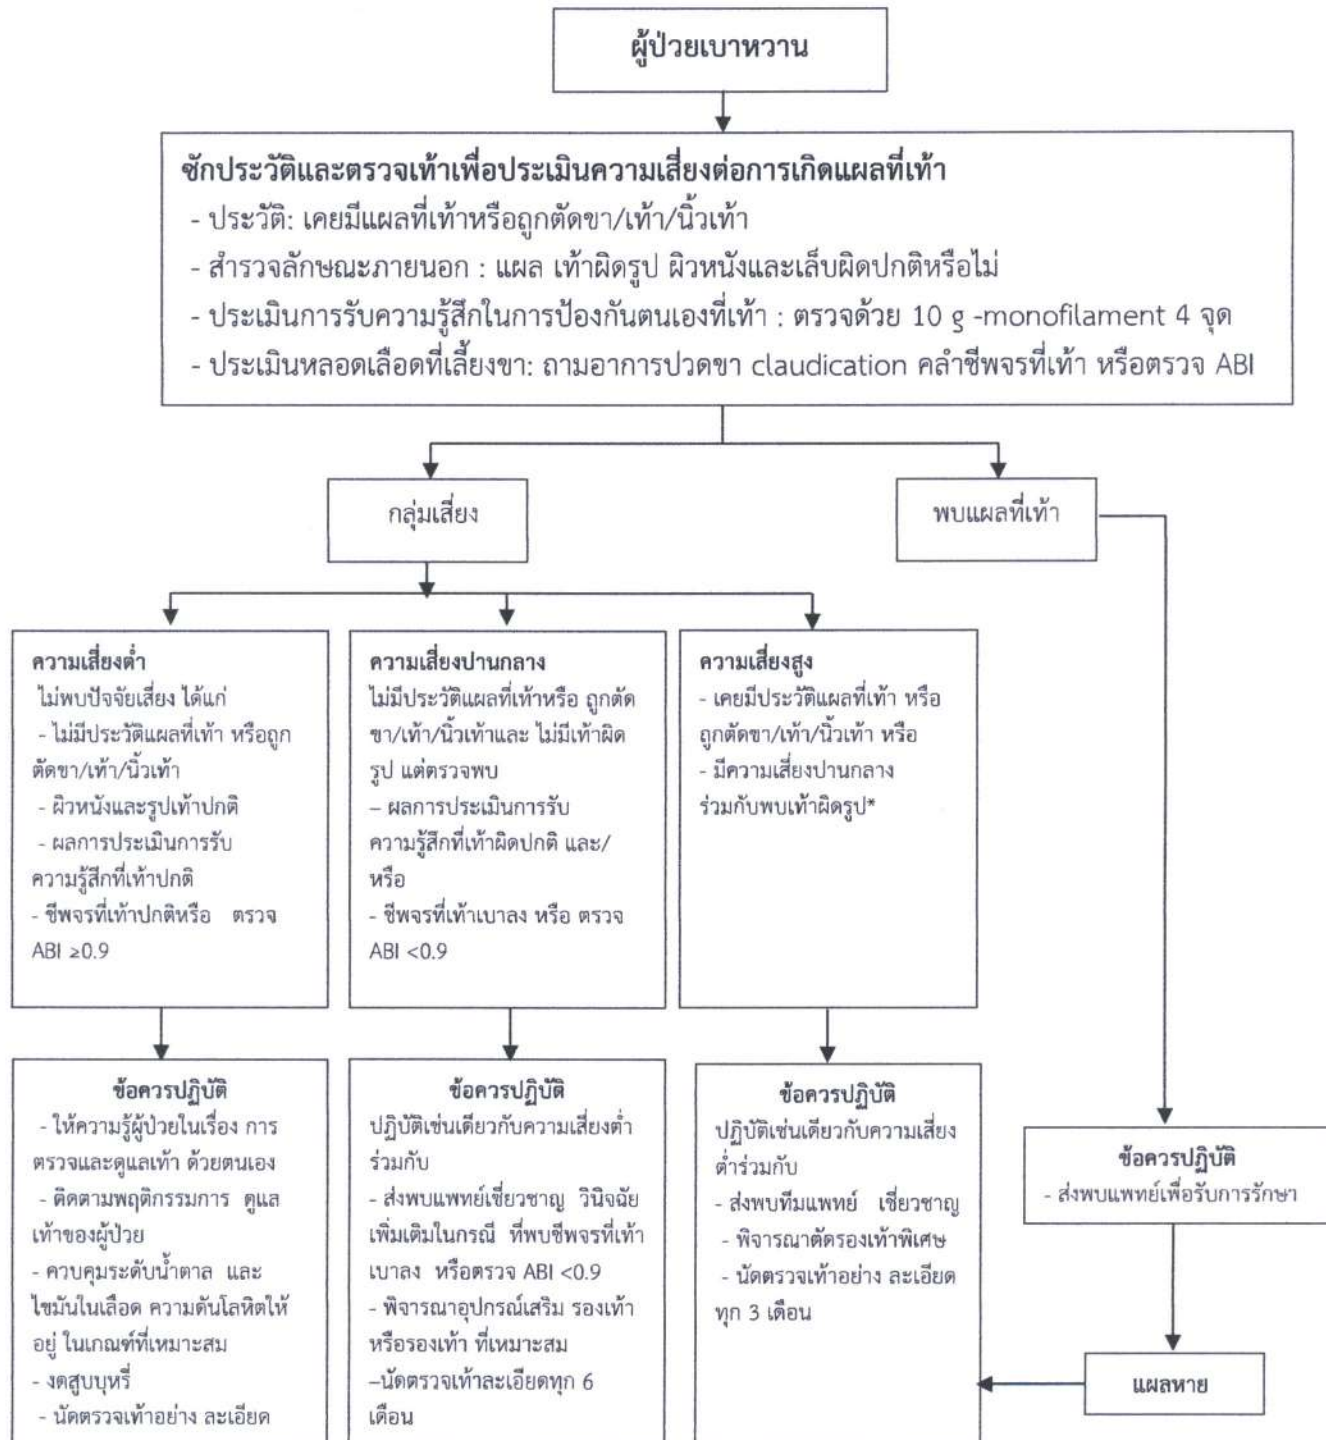 ผู้ป่วยเบาหวาน
ซักประวัติและตรวจเท้าเพื่อประเมินความเสี่ยงต่อการเกิดแผลที่เท้า
- ประวัติ: เคยมีแผลที่เท้าหรือถูกตัดขา/เท้า/นิ้วเท้า
- สำรวจลักษณะภายนอก : แผล เท้าผิดรูป ผิวหนังและเล็บผิดปกติหรือไม่
- ประเมินการรับความรู้สึกในการป้องกันตนเองที่เท้า : ตรวจด้วย 10 g -monofilament 4 จุด
- ประเมินหลอดเลือดที่เลี้ยงขา: ถามอาการปวดขา claudication คลำชีพจรที่เท้า หรือตรวจ ABI
กลุ่มเสี่ยง
พบแผลที่เท้า
ความเสี่ยงต่ำ
ไม่พบปัจจัยเสี่ยง ได้แก่
- ไม่มีประวัติแผลที่เท้า หรือถูก
ตัดขา/เท้า/นิ้วเท้า
- ผิวหนังและรูปเท้าปกติ
- ผลการประเมินการรับ
ความรู้สึกที่เท้าปกติ
- ชีพจรที่เท้าปกติหรือ ตรวจ
ABI ≥0.9
ความเสี่ยงปานกลาง
ไม่มีประวัติแผลที่เท้าหรือ ถูกตัด
ขา/เท้า/นิ้วเท้าและ ไม่มีเท้าผิด
รูป แต่ตรวจพบ
– ผลการประเมินการรับ
ความรู้สึกที่เท้าผิดปกติ และ/
หรือ
- ชีพจรที่เท้าเบาลง หรือ ตรวจ
ABI <0.9
ความเสี่ยงสูง
- เคยมีประวัติแผลที่เท้า หรือ
ถูกตัดขา/เท้า/นิ้วเท้า หรือ
- มีความเสี่ยงปานกลาง
ร่วมกับพบเท้าผิดรูป*
ข้อควรปฏิบัติ
- ให้ความรู้ผู้ป่วยในเรื่อง การ
ตรวจและดูแลเท้า ด้วยตนเอง
- ติดตามพฤติกรรมการ ดูแล
เท้าของผู้ป่วย
- ควบคุมระดับน้ำตาล และ
ไขมันในเลือด ความดันโลหิตให้
อยู่ ในเกณฑ์ที่เหมาะสม
- งดสูบบุหรี่
- นัดตรวจเท้าอย่าง ละเอียด
ข้อควรปฏิบัติ
ปฏิบัติเช่นเดียวกับความเสี่ยงต่ำ
ร่วมกับ
- ส่งพบแพทย์เชี่ยวชาญ วินิจฉัย
เพิ่มเติมในกรณี ที่พบชีพจรที่เท้า
เบาลง หรือตรวจ ABI <0.9
- พิจารณาอุปกรณ์เสริม รองเท้า
หรือรองเท้า ที่เหมาะสม
–นัดตรวจเท้าละเอียดทุก 6
เดือน
ข้อควรปฏิบัติ
ปฏิบัติเช่นเดียวกับความเสี่ยง
ต่ำร่วมกับ
- ส่งพบทีมแพทย์ เชี่ยวชาญ
- พิจารณาตัดรองเท้าพิเศษ
- นัดตรวจเท้าอย่าง ละเอียด
ทุก 3 เดือน
ข้อควรปฏิบัติ
- ส่งพบแพทย์เพื่อรับการรักษา
แผลหาย